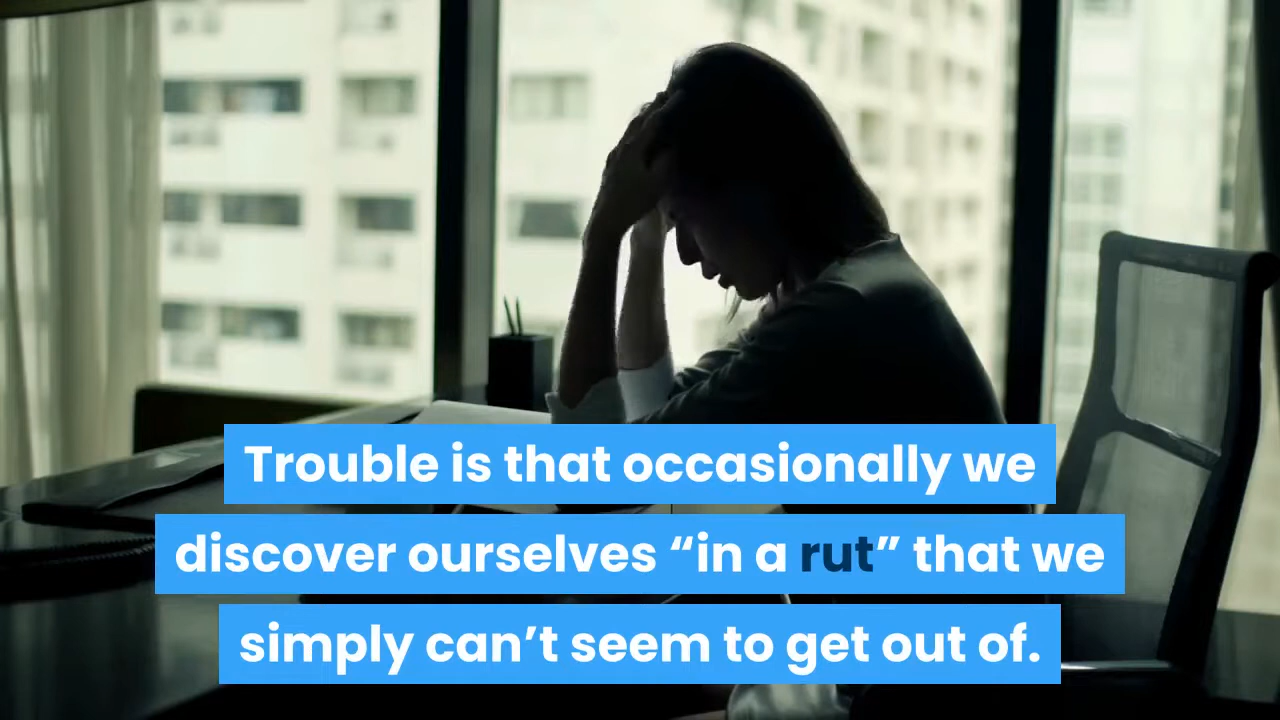 Trouble is that occasionally we
discover ourselves “in a rut” that we
simply can’t seem to get out of.